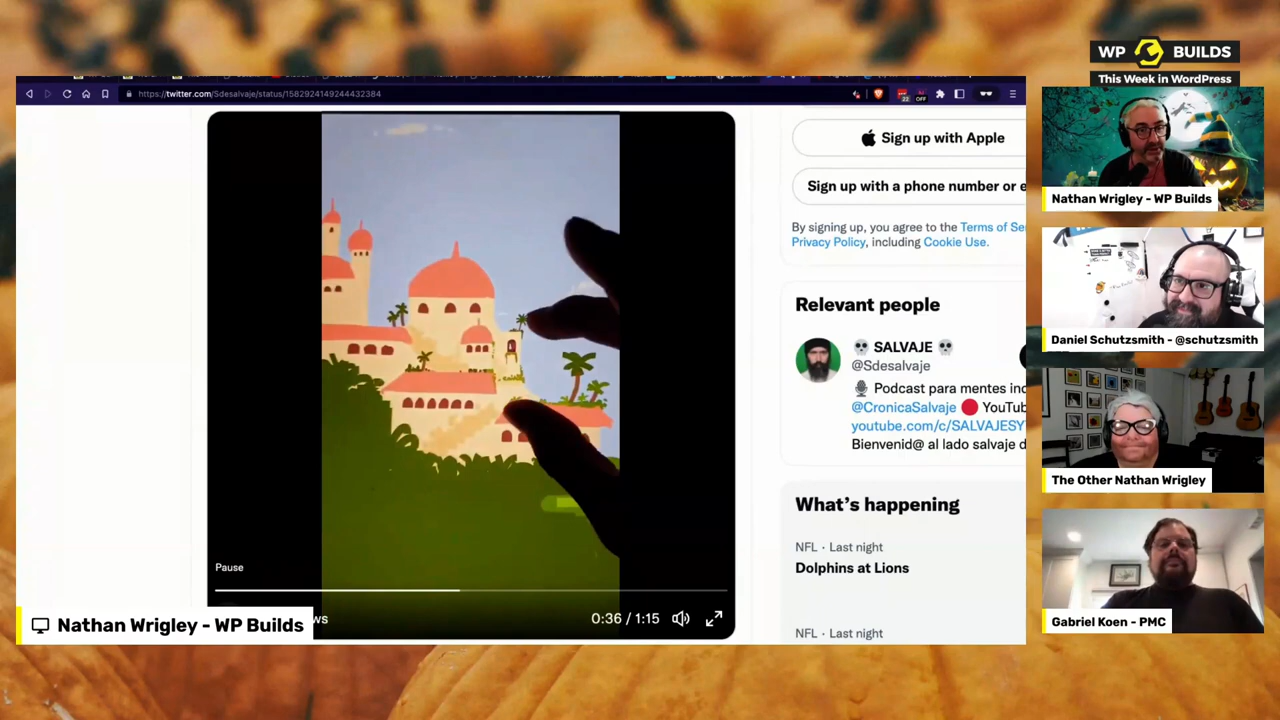 WP BUILDS
This Week in WordPress
https://twitter.com/Sdesalvaje/status/1582924149244432384
22
OFF
Sign up with Apple
Sign up with a phone number or e
By signing up, you agree to the Terms of Se
Privacy Policy, including Cookie Use.
Relevant people
SALVAJE
@Sdesalvaje
Podcast para mentes inc
@CronicaSalvaje YouTub
youtube.com/c/SALVAJESY
Bienvenid@ al lado salvaje d
What's happening
NFL · Last night
Dolphins at Lions
NFL · Last night
Pause
ws
0:36 / 1:15
Nathan Wrigley - WP Builds
Nathan Wrigley - WP Builds
Daniel Schutzsmith - @schutzsmith
The Other Nathan Wrigley
Gabriel Koen - PMC